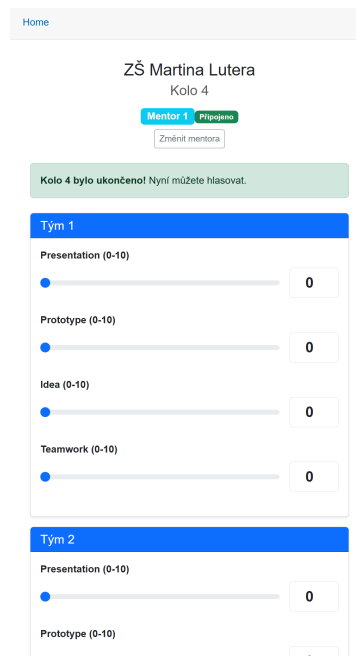 Home
ZŠ Martina Lutera
Kolo 4
Mentor 1 Připojeno
Změnit mentora
Kolo 4 bylo ukončeno! Nyní můžete hlasovat.
Tým 1
Presentation (0-10)
0
Prototype (0-10)
0
Idea (0-10)
0
Teamwork (0-10)
0
Tým 2
Presentation (0-10)
0
Prototype (0-10)